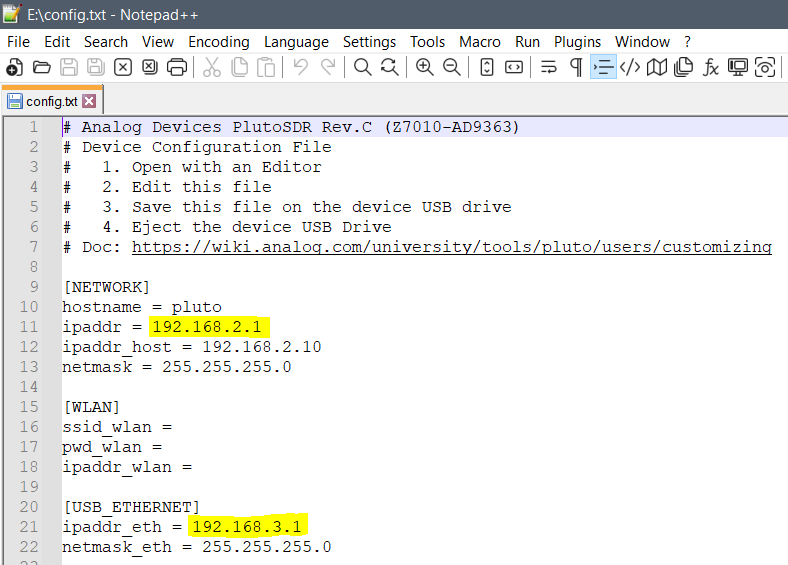 E:\config.txt - Notepad++
File Edit Search View Encoding Language Settings Tools Macro Run Plugins Window ?
config.txt
1 # Analog Devices PlutoSDR Rev.C (Z7010-AD9363)
2 # Device Configuration File
3 # 1. Open with an Editor
4 # 2. Edit this file
5 # 3. Save this file on the device USB drive
6 # 4. Eject the device USB Drive
7 # Doc: https://wiki.analog.com/university/tools/pluto/users/customizing
8
9 [NETWORK]
10 hostname = pluto
11 ipaddr = 192.168.2.1
12 ipaddr_host = 192.168.2.10
13 netmask = 255.255.255.0
14
15 [WLAN]
16 ssid_wlan =
17 pwd_wlan =
18 ipaddr_wlan =
19
20 [USB_ETHERNET]
21 ipaddr_eth = 192.168.3.1
22 netmask_eth = 255.255.255.0